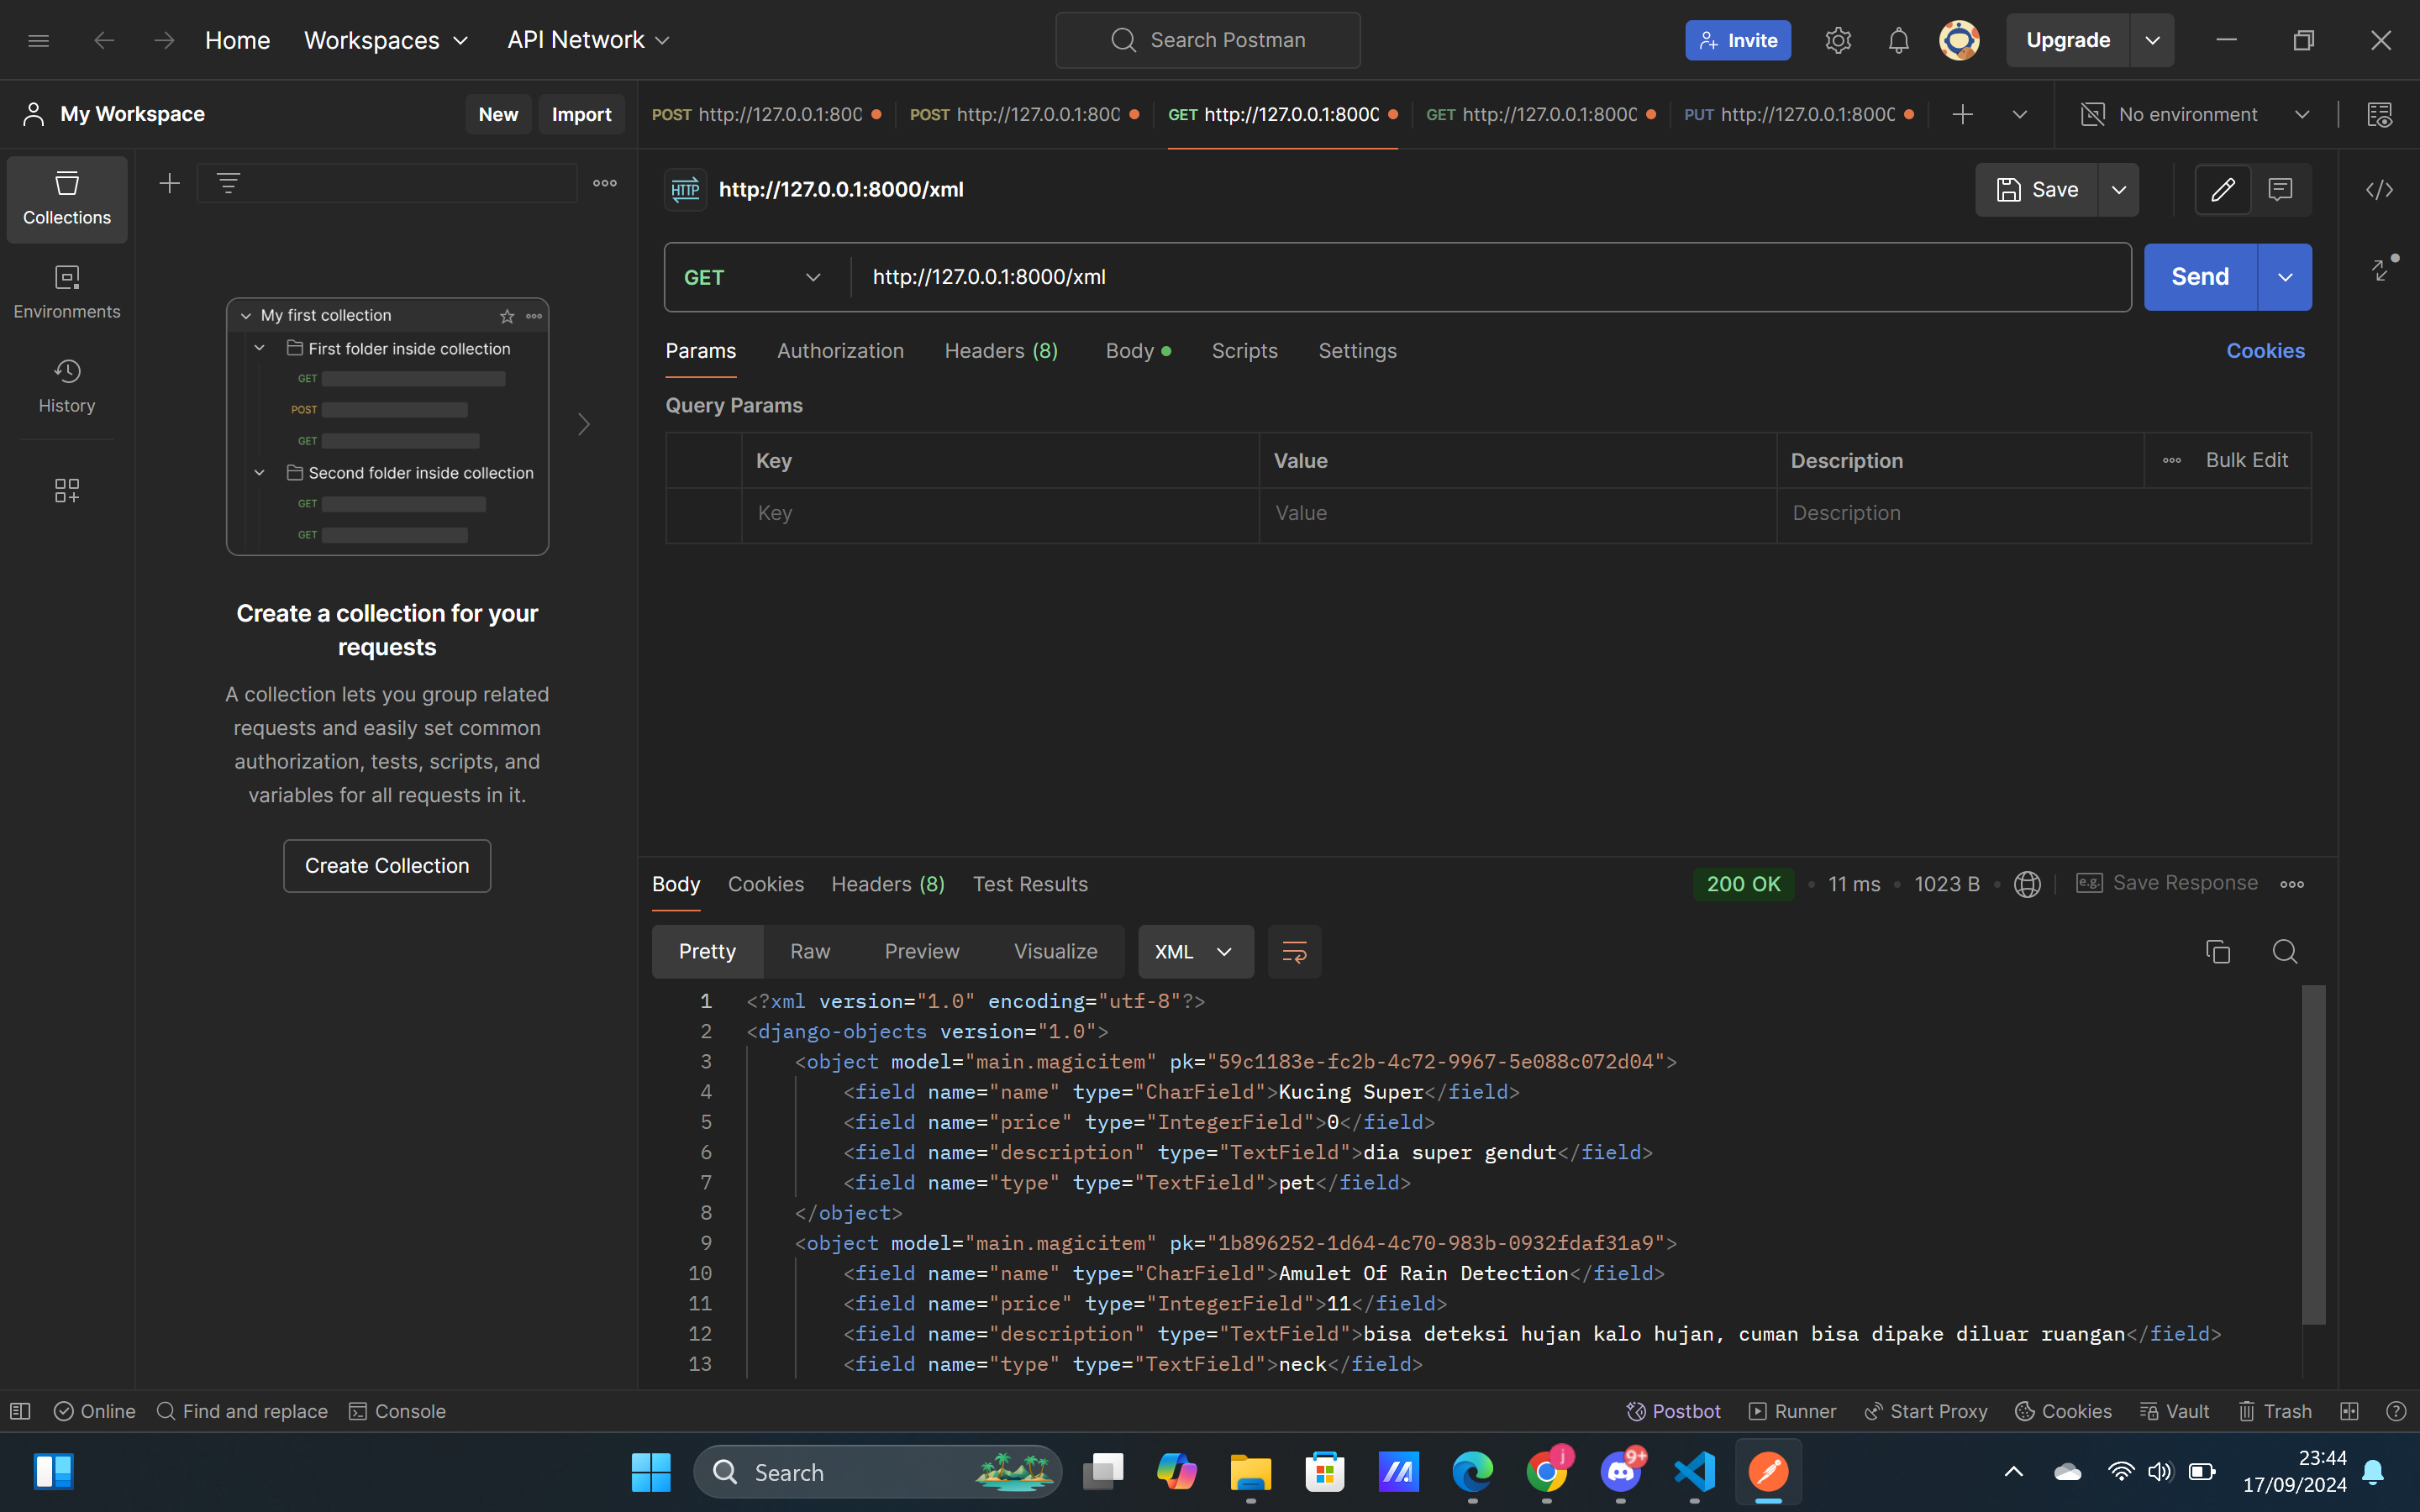 Home Workspaces API Network Search Postman Invite Upgrade
My Workspace New Import POST http://127.0.0.1:800 POST http://127.0.0.1:800 GET http://127.0.0.1:8000 GET http://127.0.0.1:8000 PUT http://127.0.0.1:8000 No environment
Collections
Environments
History
My first collection
First folder inside collection
GET
POST
GET
Second folder inside collection
GET
GET
Create a collection for your
requests
A collection lets you group related
requests and easily set common
authorization, tests, scripts, and
variables for all requests in it.
Create Collection
HTTP http://127.0.0.1:8000/xml Save
GET http://127.0.0.1:8000/xml Send
Params Authorization Headers (8) Body Scripts Settings Cookies
Query Params
Key Value Description Bulk Edit
Key Value Description
Body Cookies Headers (8) Test Results 200 OK 11 ms 1023 B e.g. Save Response
Pretty Raw Preview Visualize XML
1 <?xml version="1.0" encoding="utf-8"?>
2 <django-objects version="1.0">
3 <object model="main.magicitem" pk="59c1183e-fc2b-4c72-9967-5e088c072d04">
4 <field name="name" type="CharField">Kucing Super</field>
5 <field name="price" type="IntegerField">0</field>
6 <field name="description" type="TextField">dia super gendut</field>
7 <field name="type" type="TextField">pet</field>
8 </object>
9 <object model="main.magicitem" pk="1b896252-1d64-4c70-983b-0932fdaf31a9">
10 <field name="name" type="CharField">Amulet Of Rain Detection</field>
11 <field name="price" type="IntegerField">11</field>
12 <field name="description" type="TextField">bisa deteksi hujan kalo hujan, cuman bisa dipake diluar ruangan</field>
13 <field name="type" type="TextField">neck</field>
Online Find and replace Console Postbot Runner Start Proxy Cookies Vault Trash
Search j 9+ 23:44
17/09/2024